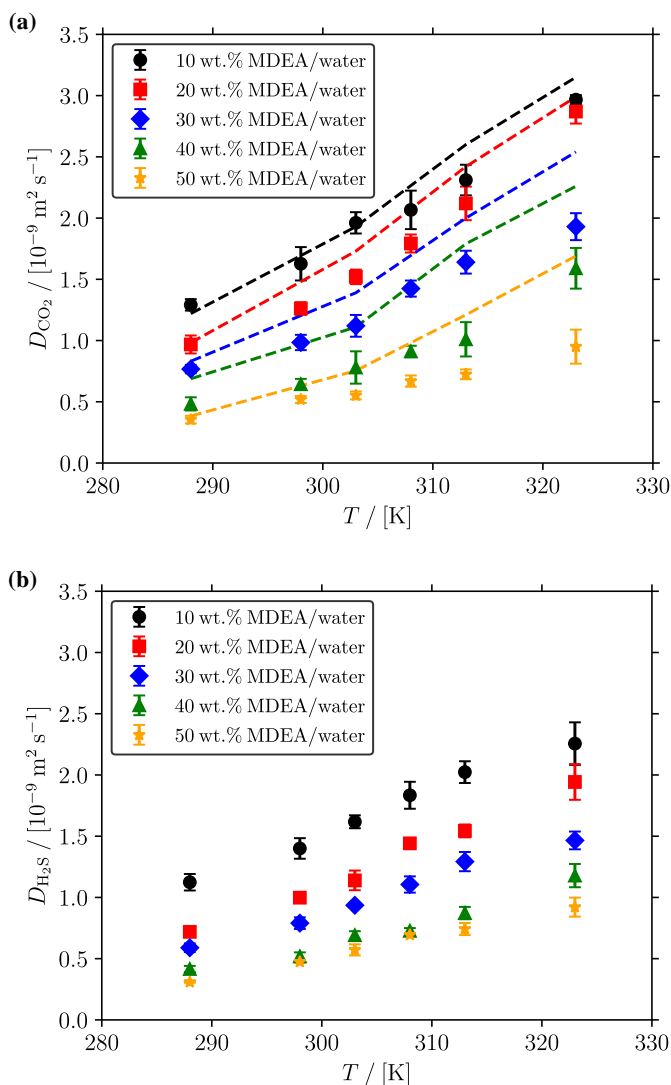 (a)
3.5
3.0
2.5
2.0
1.5
1.0
0.5
0.0
D_CO₂ / [10⁻⁹ m² s⁻¹]
10 wt.% MDEA/water
20 wt.% MDEA/water
30 wt.% MDEA/water
40 wt.% MDEA/water
50 wt.% MDEA/water
280 290 300 310 320 330
T / [K]
(b)
3.5
3.0
2.5
2.0
1.5
1.0
0.5
0.0
D_H₂S / [10⁻⁹ m² s⁻¹]
10 wt.% MDEA/water
20 wt.% MDEA/water
30 wt.% MDEA/water
40 wt.% MDEA/water
50 wt.% MDEA/water
280 290 300 310 320 330
T / [K]